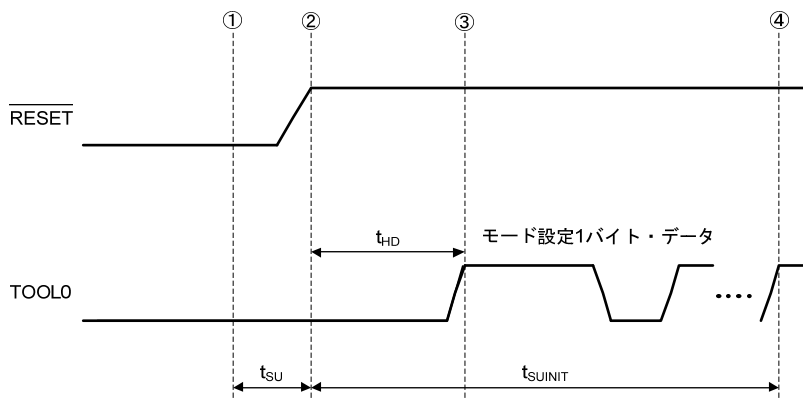 ① ② ③ ④
RESET
tHD モード設定1バイト・データ
TOOL0
tSU tSUINIT